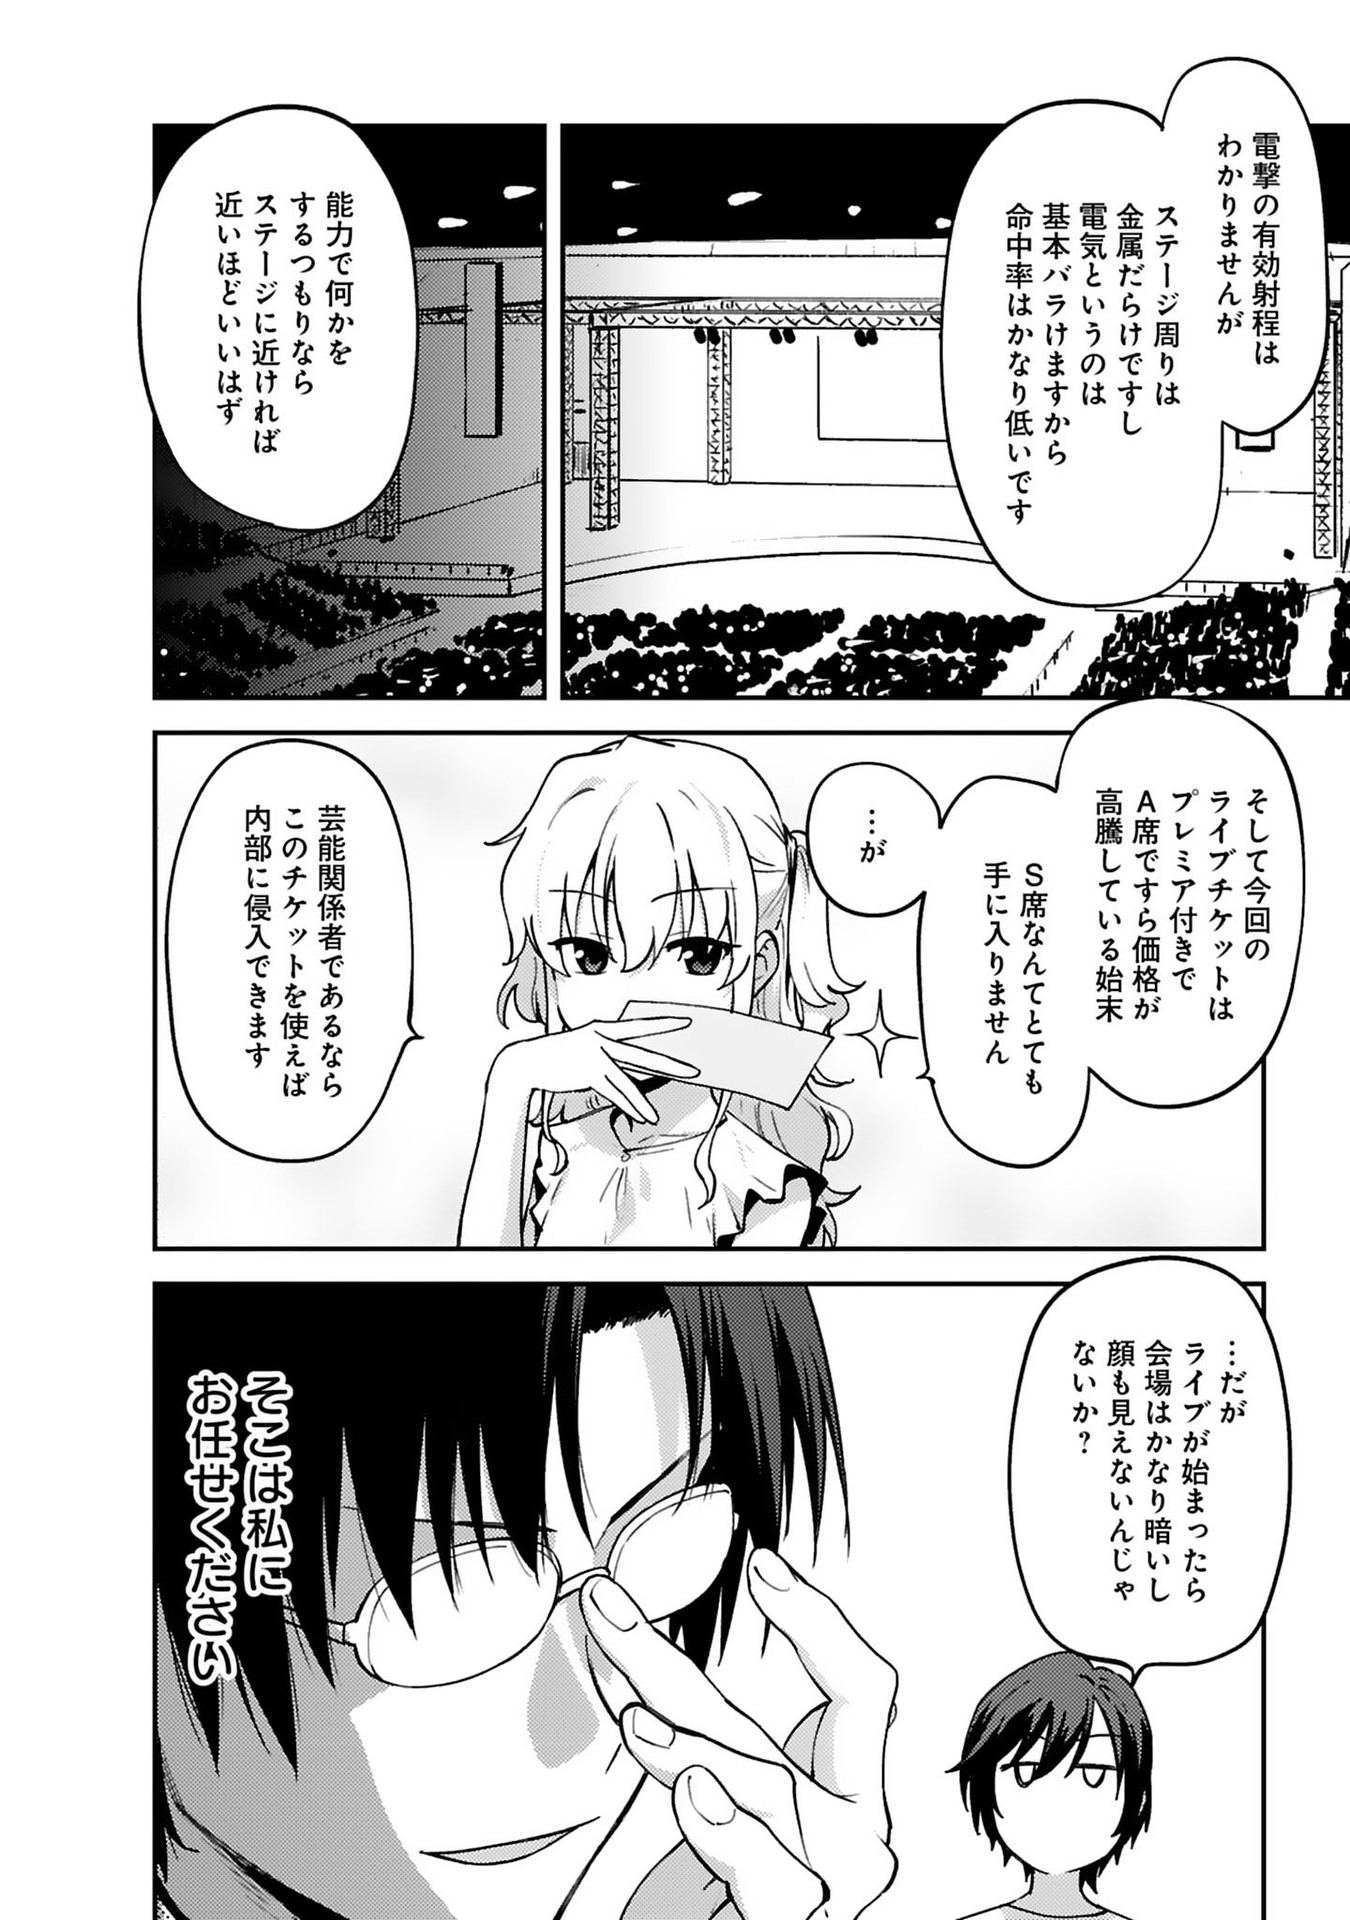 電撃の有効射程は
わかりませんが
ステージ周りは
金属だらけですし
電気というのは
基本バラけますから
命中率はかなり低いです
能力で何かを
するつもりなら
ステージに近ければ
近いほどいいはず
そして今回の
ライブチケットは
プレミア付きで
A席ですら価格が
高騰している始末
S席なんてとても
手に入りません
…が
芸能関係者であるなら
このチケットを使えば
内部に侵入できます
…だが
ライブが始まったら
会場はかなり暗いし
顔も見えないんじゃ
ないか?
そこは私に
お任せください